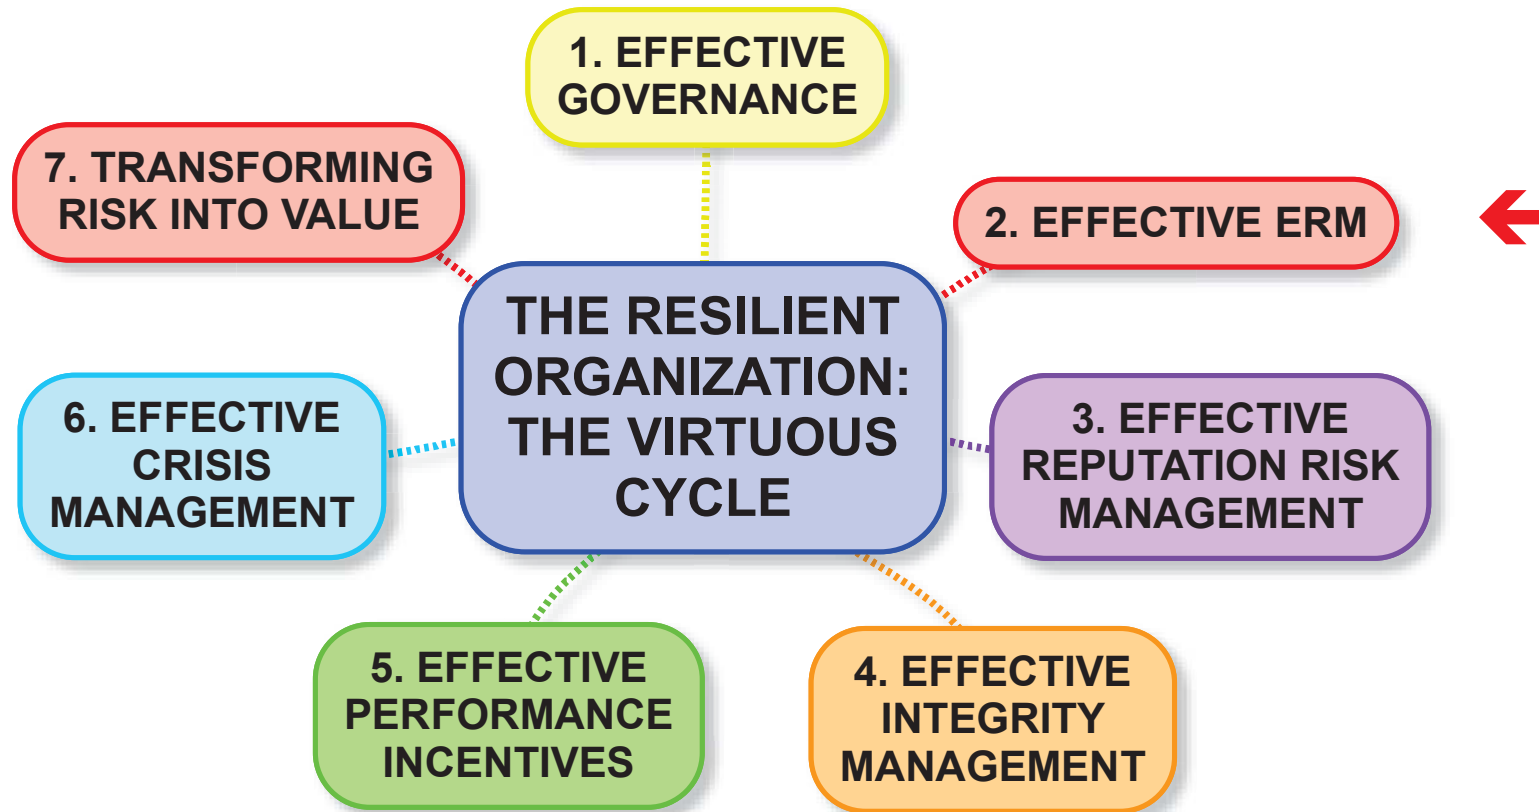 1. EFFECTIVE
GOVERNANCE
7. TRANSFORMING
RISK INTO VALUE
2. EFFECTIVE ERM
THE RESILIENT
ORGANIZATION:
THE VIRTUOUS
CYCLE
6. EFFECTIVE
CRISIS
MANAGEMENT
3. EFFECTIVE
REPUTATION RISK
MANAGEMENT
5. EFFECTIVE
PERFORMANCE
INCENTIVES
4. EFFECTIVE
INTEGRITY
MANAGEMENT